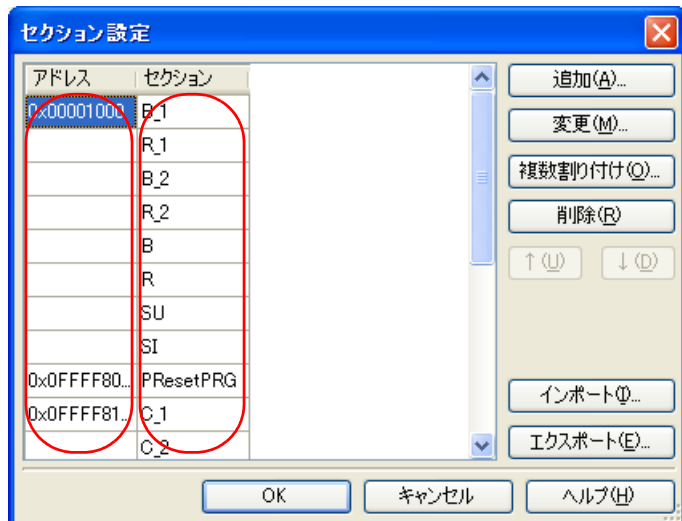 セクション設定
アドレス セクション
0x00001000 B_1
R_1
B_2
R_2
B
R
SU
SI
0x0FFFF80... PResetPRG
0x0FFFF81... C_1
C_2
追加(A)...
変更(M)...
複数割り付け(O)...
削除(R)
↑(U) ↓(D)
インポート(I)...
エクスポート(E)...
OK キャンセル ヘルプ(H)